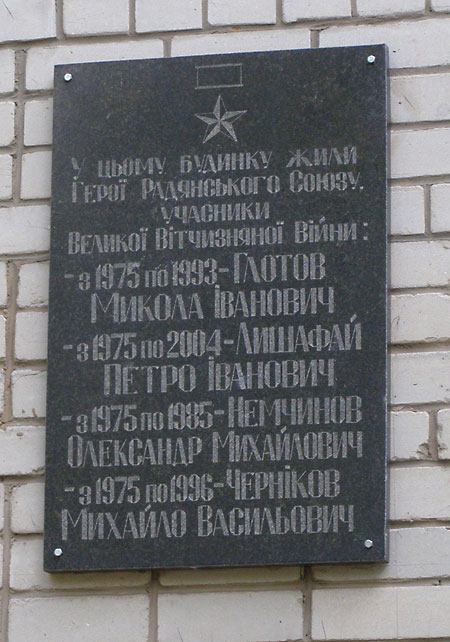 У цьому будинку жили
Герої Радянського Союзу,
учасники
Великої Вітчизняної Війни:
- з 1975 по 1993 - Глотов
Микола Іванович
- з 1975 по 2004 - Лишафай
Петро Іванович
- з 1975 по 1985 - Немчинов
Олександр Михайлович
- з 1975 по 1996 - Черніков
Михайло Васильович